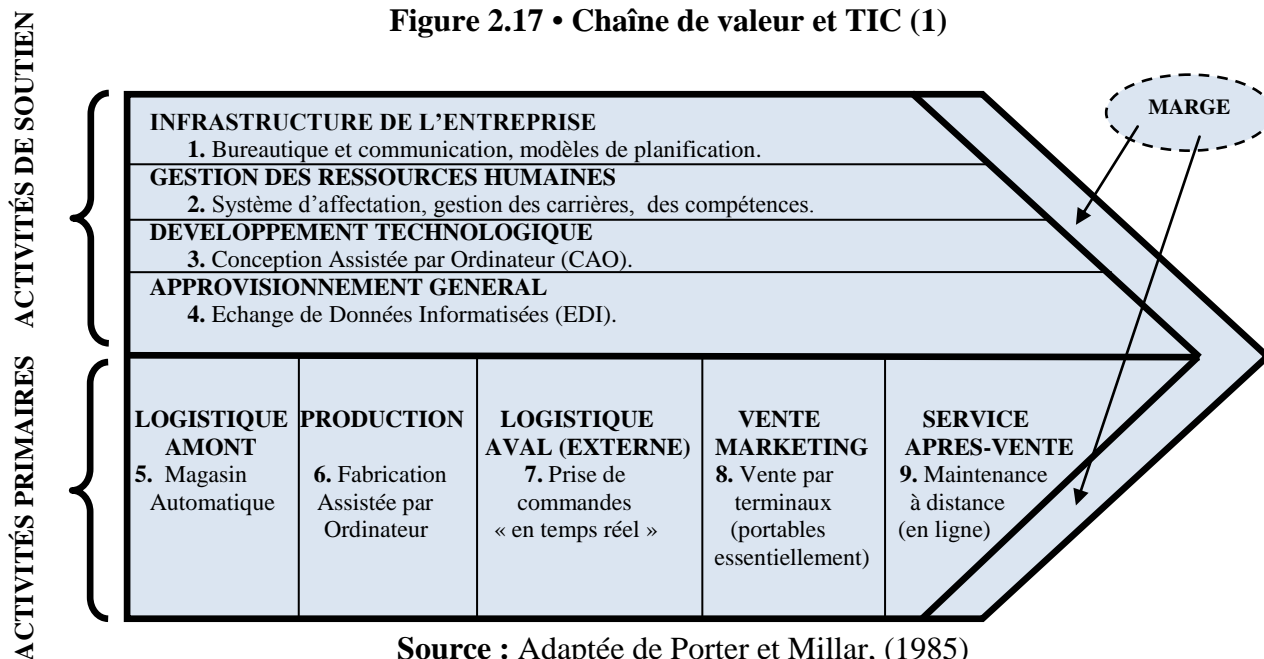 Figure 2.17 • Chaîne de valeur et TIC (1)
ACTIVITÉS DE SOUTIEN
INFRASTRUCTURE DE L’ENTREPRISE
1. Bureautique et communication, modèles de planification.
GESTION DES RESSOURCES HUMAINES
2. Système d’affectation, gestion des carrières, des compétences.
DEVELOPPEMENT TECHNOLOGIQUE
3. Conception Assistée par Ordinateur (CAO).
APPROVISIONNEMENT GENERAL
4. Echange de Données Informatisées (EDI).
MARGE
ACTIVITÉS PRIMAIRES
LOGISTIQUE
AMONT
5. Magasin
Automatique
PRODUCTION
6. Fabrication
Assistée par
Ordinateur
LOGISTIQUE
AVAL (EXTERNE)
7. Prise de
commandes
« en temps réel »
VENTE
MARKETING
8. Vente par
terminaux
(portables
essentiellement)
SERVICE
APRES-VENTE
9. Maintenance
à distance
(en ligne)
Source : Adaptée de Porter et Millar, (1985)